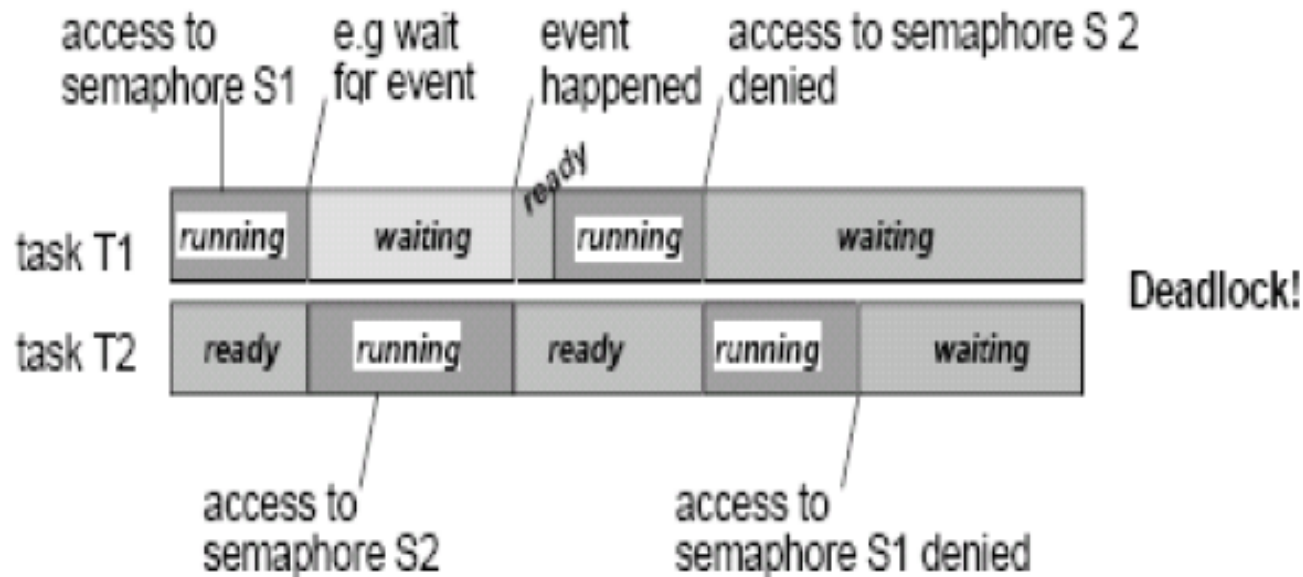 access to
semaphore S1
e.g wait
for event
event
happened
access to semaphore S 2
denied
task T1
running
waiting
ready
running
waiting
Deadlock!
task T2
ready
running
ready
running
waiting
access to
semaphore S2
access to
semaphore S1 denied